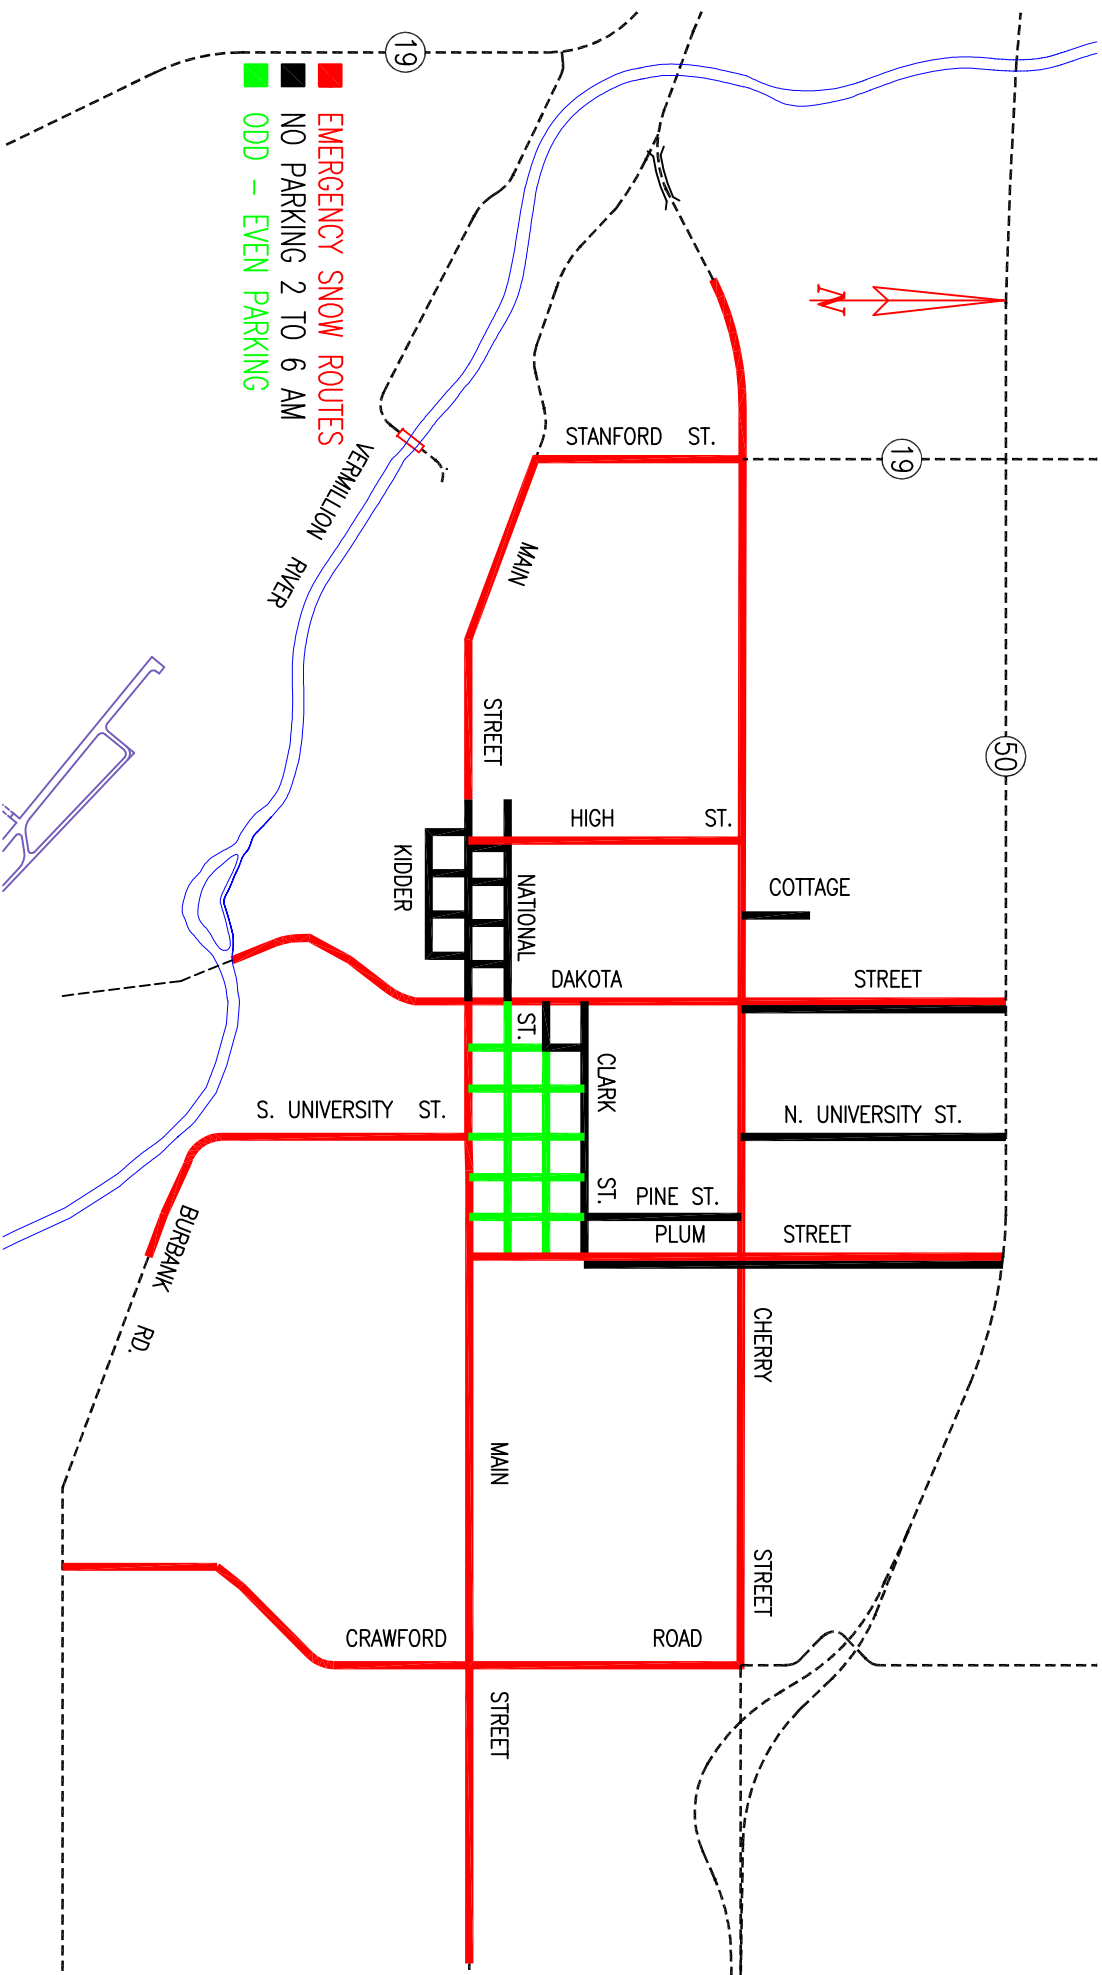 19
EMERGENCY SNOW ROUTES
NO PARKING 2 TO 6 AM
ODD - EVEN PARKING
N
19
50
STANFORD ST.
MAIN
STREET
VERMILLION RIVER
HIGH ST.
COTTAGE
KIDDER
NATIONAL
ST.
DAKOTA STREET
CLARK
ST.
S. UNIVERSITY ST.
N. UNIVERSITY ST.
PINE ST.
PLUM STREET
BURBANK RD.
CHERRY
STREET
MAIN
STREET
CRAWFORD ROAD